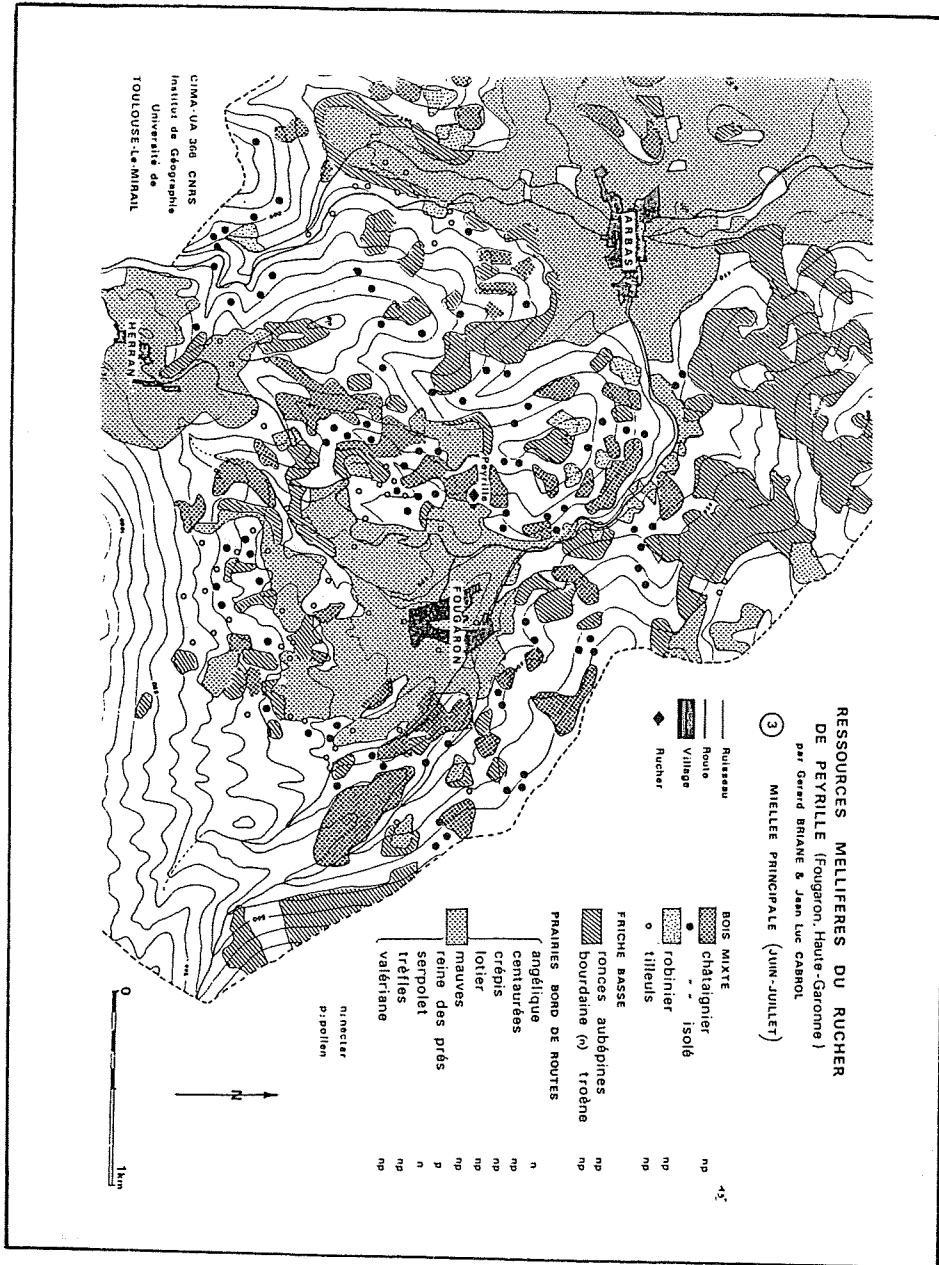 RESSOURCES MELLIFERES DU RUCHER
DE PEYRILLE (Fougaron, Haute-Garonne)
par Gerard BRIANE & Jean Luc CABROL
3 MIELLEE PRINCIPALE (JUIN-JUILLET)
Ruisseau
Route
Village
Rucher
BOIS MIXTE
châtaignier np
" " isolé
robinier np
tilleuls np
FRICHE BASSE
ronces aubépines np
bourdaine (n) troène np
PRAIRIES BORD DE ROUTES
angélique n
centaurées np
crépis np
lotier np
mauves np
reine des prés p
serpolet n
trèfles np
valériane np
n: nectar
p: pollen
N
0 1km
ARBAS
Peyrille
FOUGARON
HERRAN
CIMA-UA 366 CNRS
Institut de Géographie
Université de
TOULOUSE-Le-MIRAIL